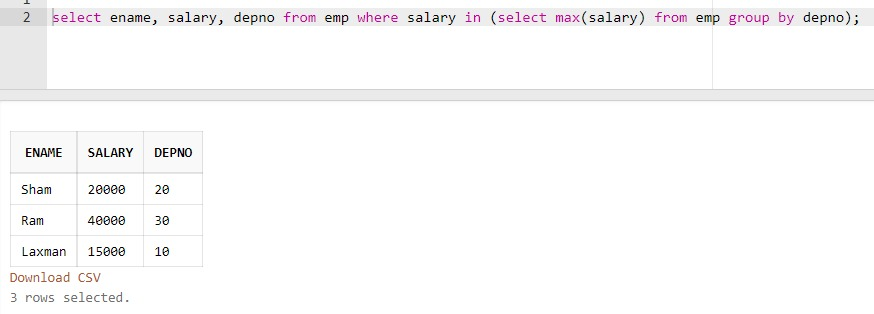 2 select ename, salary, depno from emp where salary in (select max(salary) from emp group by depno);
ENAME SALARY DEPNO
Sham 20000 20
Ram 40000 30
Laxman 15000 10
Download CSV
3 rows selected.